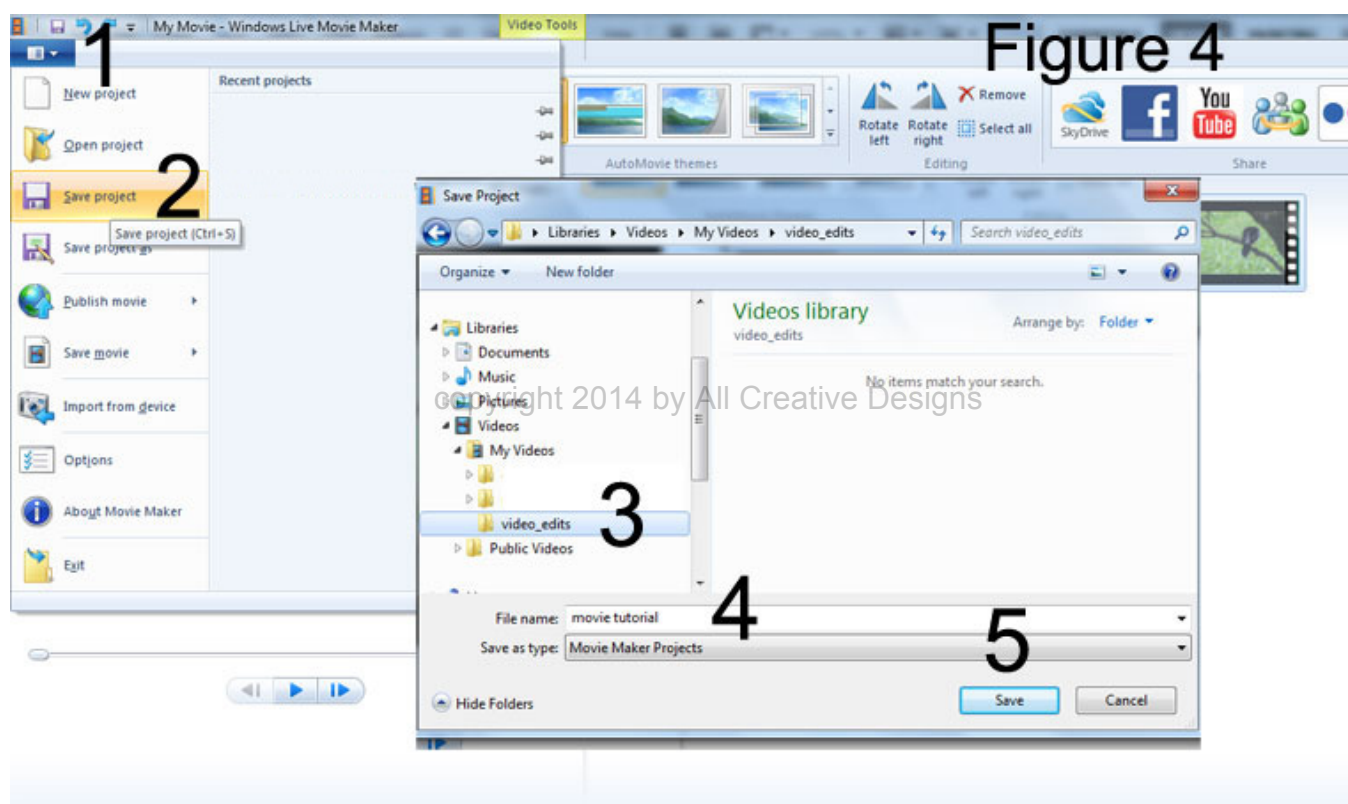 My Movie - Windows Live Movie Maker
Video Tools
Figure 4
1
New project
Open project
2
Save project
Save project (Ctrl+S)
Save project as
Publish movie
Save movie
Import from device
Options
About Movie Maker
Exit
Recent projects
AutoMovie themes
Rotate left
Rotate right
Remove
Select all
Editing
SkyDrive
f
You
Tube
Share
Save Project
Libraries
Videos
My Videos
video_edits
Search video_edits
Organize
New folder
Libraries
Documents
Music
Pictures
Videos
My Videos
video_edits
3
Public Videos
Videos library
video_edits
Arrange by: Folder
No items match your search.
copyright 2014 by All Creative Designs
File name: movie tutorial
4
Save as type: Movie Maker Projects
5
Hide Folders
Save
Cancel